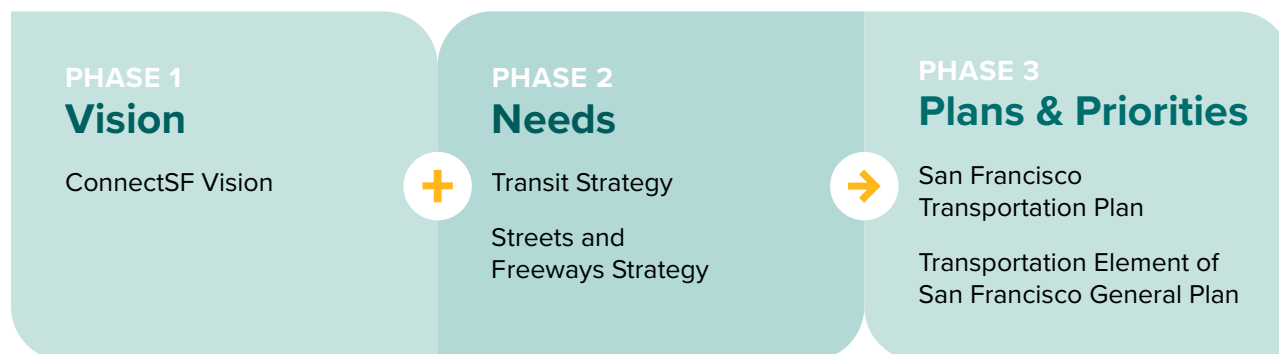 PHASE 1
Vision
ConnectSF Vision
PHASE 2
Needs
Transit Strategy
Streets and
Freeways Strategy
PHASE 3
Plans & Priorities
San Francisco
Transportation Plan
Transportation Element of
San Francisco General Plan